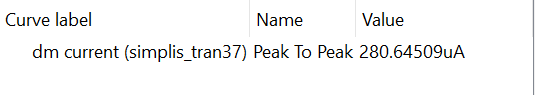 Curve label Name Value
dm current (simplis_tran37) Peak To Peak 280.64509uA